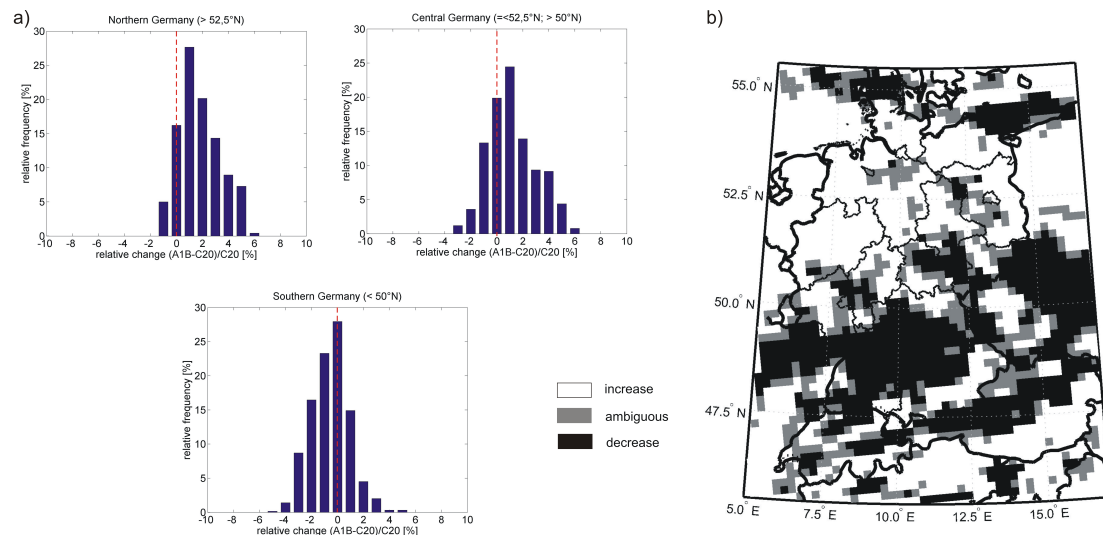 a)
Northern Germany (> 52,5°N)
30
25
20
15
10
5
0
relative frequency [%]
-10 -8 -6 -4 -2 0 2 4 6 8 10
relative change (A1B-C20)/C20 [%]
Central Germany (=<52,5°N; > 50°N)
30
25
20
15
10
5
0
relative frequency [%]
-10 -8 -6 -4 -2 0 2 4 6 8 10
relative change (A1B-C20)/C20 [%]
Southern Germany (< 50°N)
30
25
20
15
10
5
0
relative frequency [%]
-10 -8 -6 -4 -2 0 2 4 6 8 10
relative change (A1B-C20)/C20 [%]
increase
ambiguous
decrease
b)
55.0° N
52.5° N
50.0° N
47.5° N
5.0° E
7.5° E
10.0° E
12.5° E
15.0° E